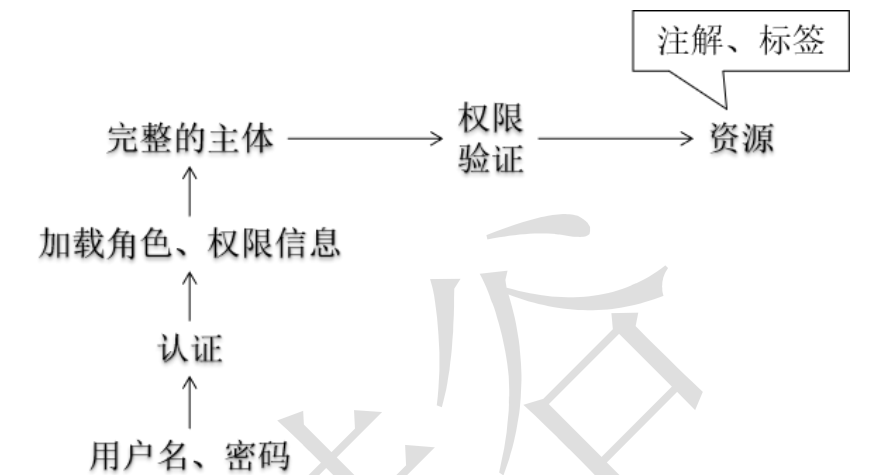 注解、标签
完整的主体
权限
验证
资源
加载角色、权限信息
认证
用户名、密码